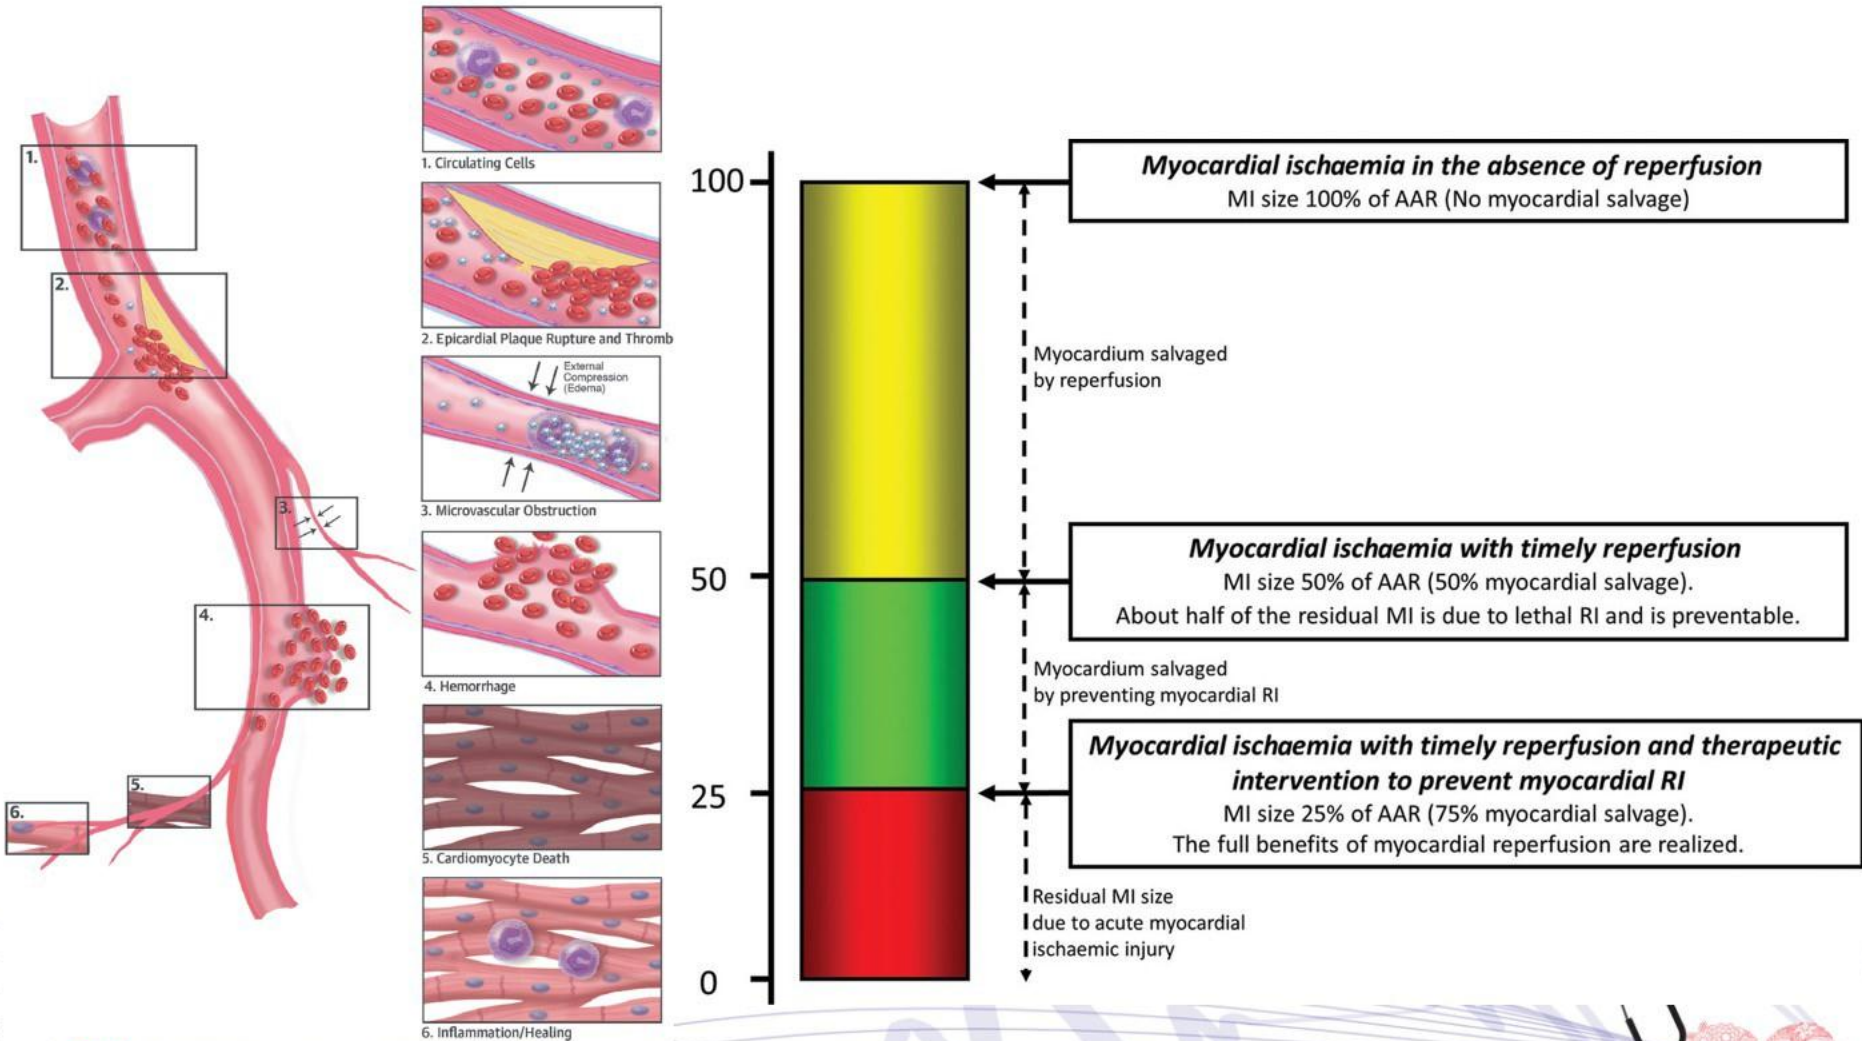 1.
2.
3.
4.
5.
6.
1. Circulating Cells
2. Epicardial Plaque Rupture and Thromb
External
Compression
(Edema)
3. Microvascular Obstruction
4. Hemorrhage
5. Cardiomyocyte Death
6. Inflammation/Healing
100
50
25
0
Myocardial ischaemia in the absence of reperfusion
MI size 100% of AAR (No myocardial salvage)
Myocardium salvaged
by reperfusion
Myocardial ischaemia with timely reperfusion
MI size 50% of AAR (50% myocardial salvage).
About half of the residual MI is due to lethal RI and is preventable.
Myocardium salvaged
by preventing myocardial RI
Myocardial ischaemia with timely reperfusion and therapeutic
intervention to prevent myocardial RI
MI size 25% of AAR (75% myocardial salvage).
The full benefits of myocardial reperfusion are realized.
Residual MI size
due to acute myocardial
ischaemic injury